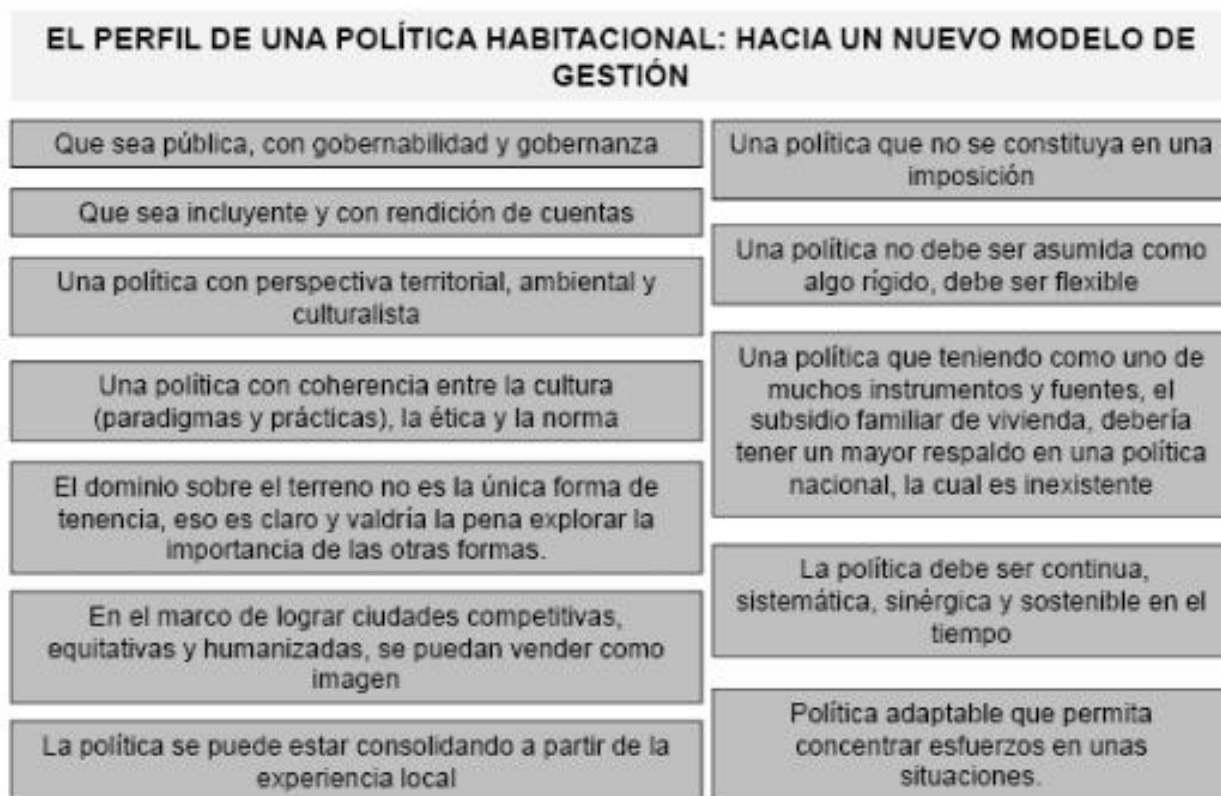 EL PERFIL DE UNA POLÍTICA HABITACIONAL: HACIA UN NUEVO MODELO DE
GESTIÓN
Que sea pública, con gobernabilidad y gobernanza
Que sea incluyente y con rendición de cuentas
Una política con perspectiva territorial, ambiental y
culturalista
Una política con coherencia entre la cultura
(paradigmas y prácticas), la ética y la norma
El dominio sobre el terreno no es la única forma de
tenencia, eso es claro y valdría la pena explorar la
importancia de las otras formas.
En el marco de lograr ciudades competitivas,
equitativas y humanizadas, se puedan vender como
imagen
La política se puede estar consolidando a partir de la
experiencia local
Una política que no se constituya en una
imposición
Una política no debe ser asumida como
algo rígido, debe ser flexible
Una política que teniendo como uno de
muchos instrumentos y fuentes, el
subsidio familiar de vivienda, debería
tener un mayor respaldo en una política
nacional, la cual es inexistente
La política debe ser continua,
sistemática, sinérgica y sostenible en el
tiempo
Política adaptable que permita
concentrar esfuerzos en unas
situaciones.